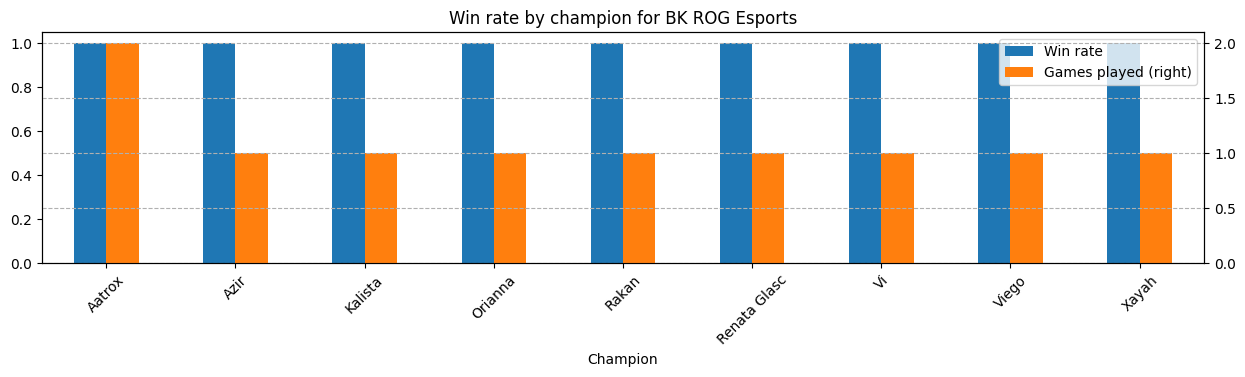 Win rate by champion for BK ROG Esports
Win rate
Games played (right)
1.0
0.8
0.6
0.4
0.2
0.0
2.0
1.5
1.0
0.5
0.0
Aatrox
Azir
Kalista
Orianna
Rakan
Renata Glasc
Vi
Viego
Xayah
Champion